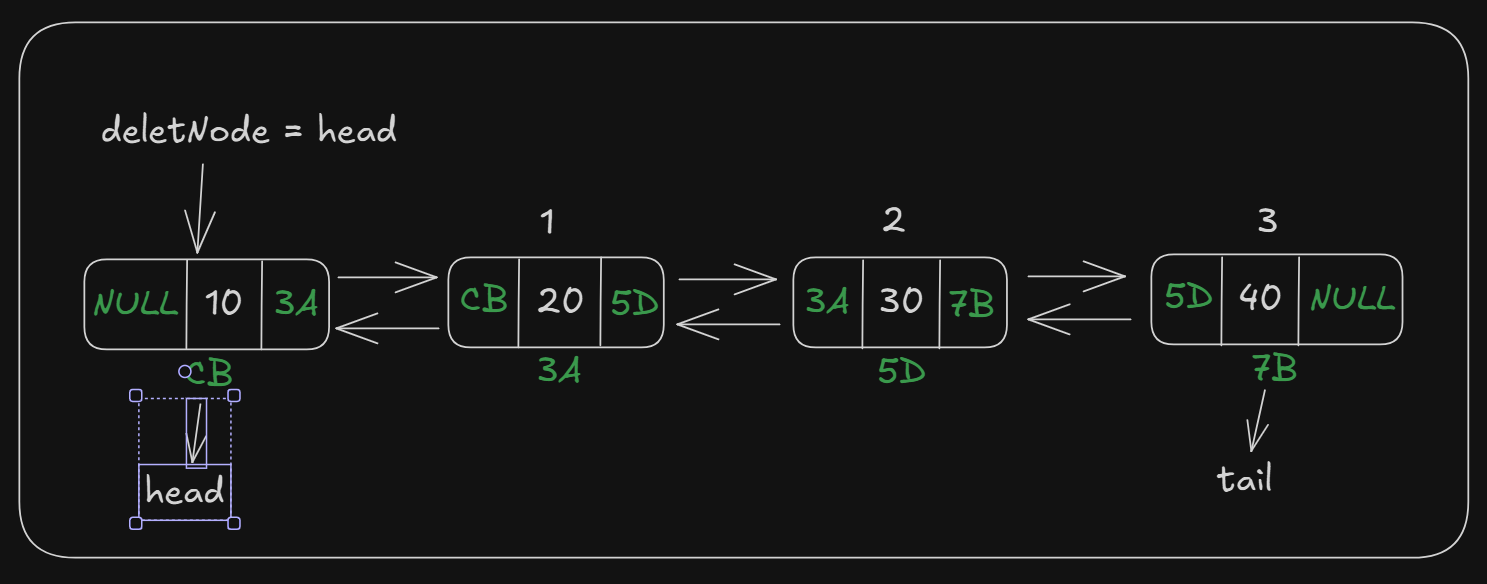 deletNode = head
1
2
3
NULL 10 3A
CB 20 5D
3A 30 7B
5D 40 NULL
CB
3A
5D
7B
head
tail